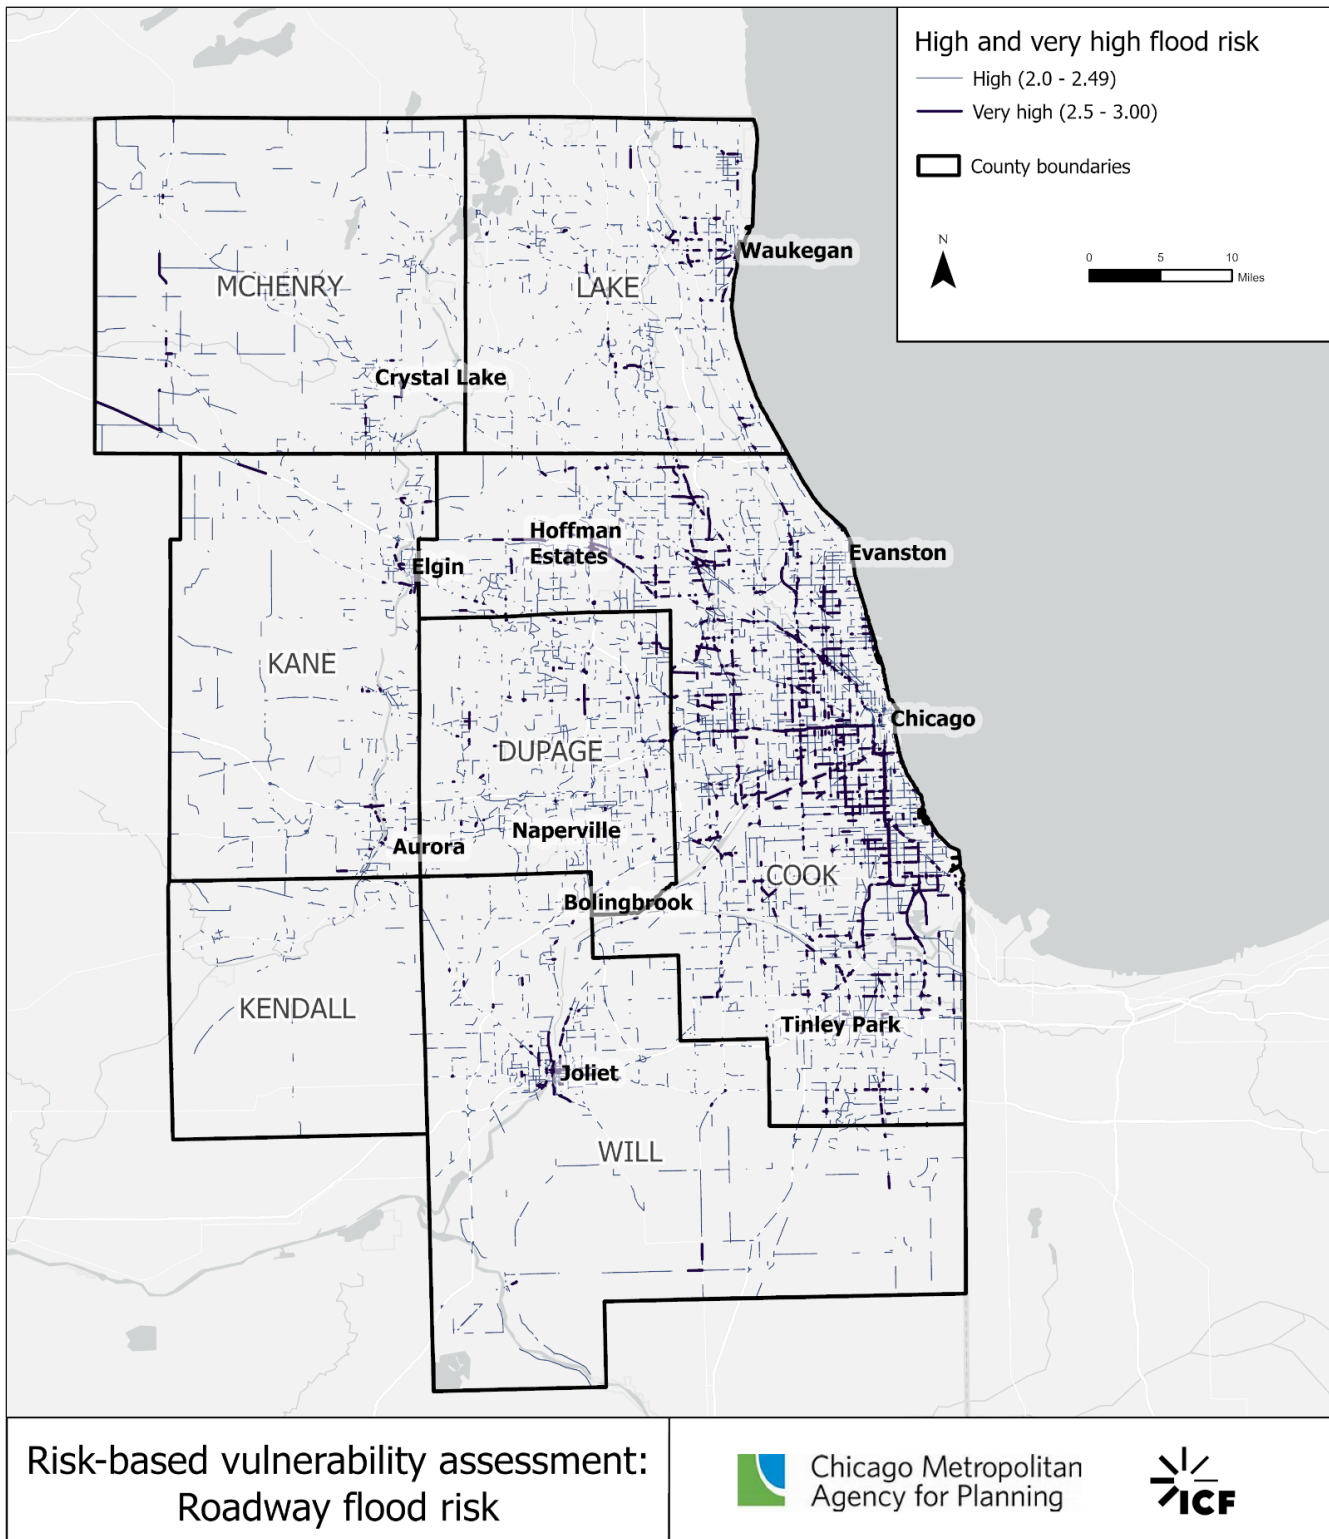 High and very high flood risk
High (2.0 - 2.49)
Very high (2.5 - 3.00)
County boundaries
N
0 5 10
Miles
Waukegan
MCHENRY
LAKE
Crystal Lake
Hoffman
Estates
Evanston
Elgin
KANE
Chicago
DUPAGE
Naperville
Aurora
COOK
Bolingbrook
KENDALL
Tinley Park
Joliet
WILL
Risk-based vulnerability assessment:
Roadway flood risk
Chicago Metropolitan
Agency for Planning
ICF